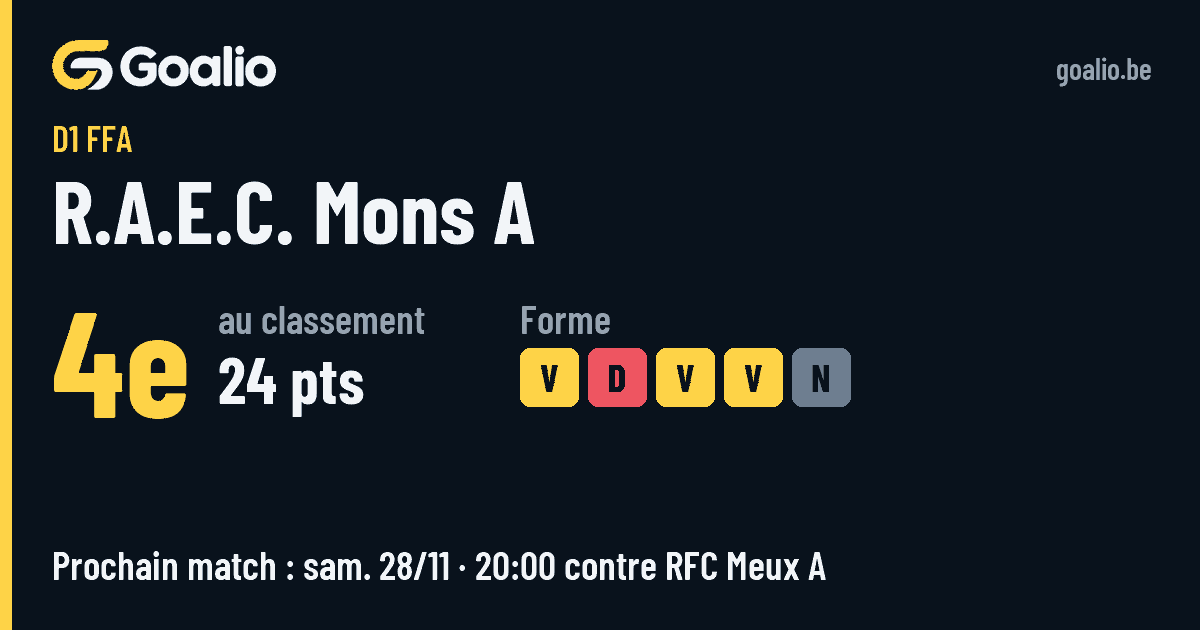 Goalio
goalio.be
D1 FFA
R.A.E.C. Mons A
4e
au classement
24 pts
Forme
V D V V N
Prochain match : sam. 28/11 · 20:00 contre RFC Meux A